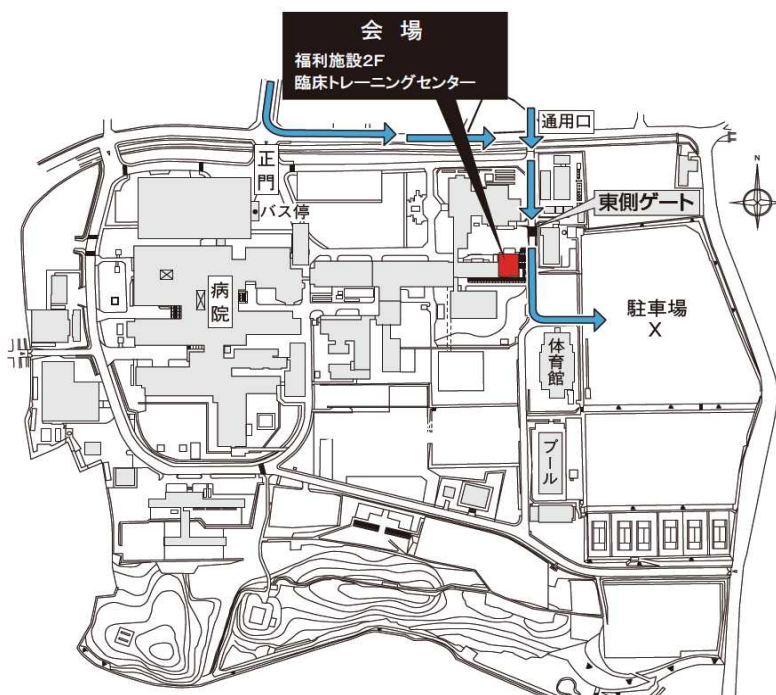 会場
福利施設2F
臨床トレーニングセンター
通用口
正門
バス停
東側ゲート
N
病院
駐車場
X
体育館
プール